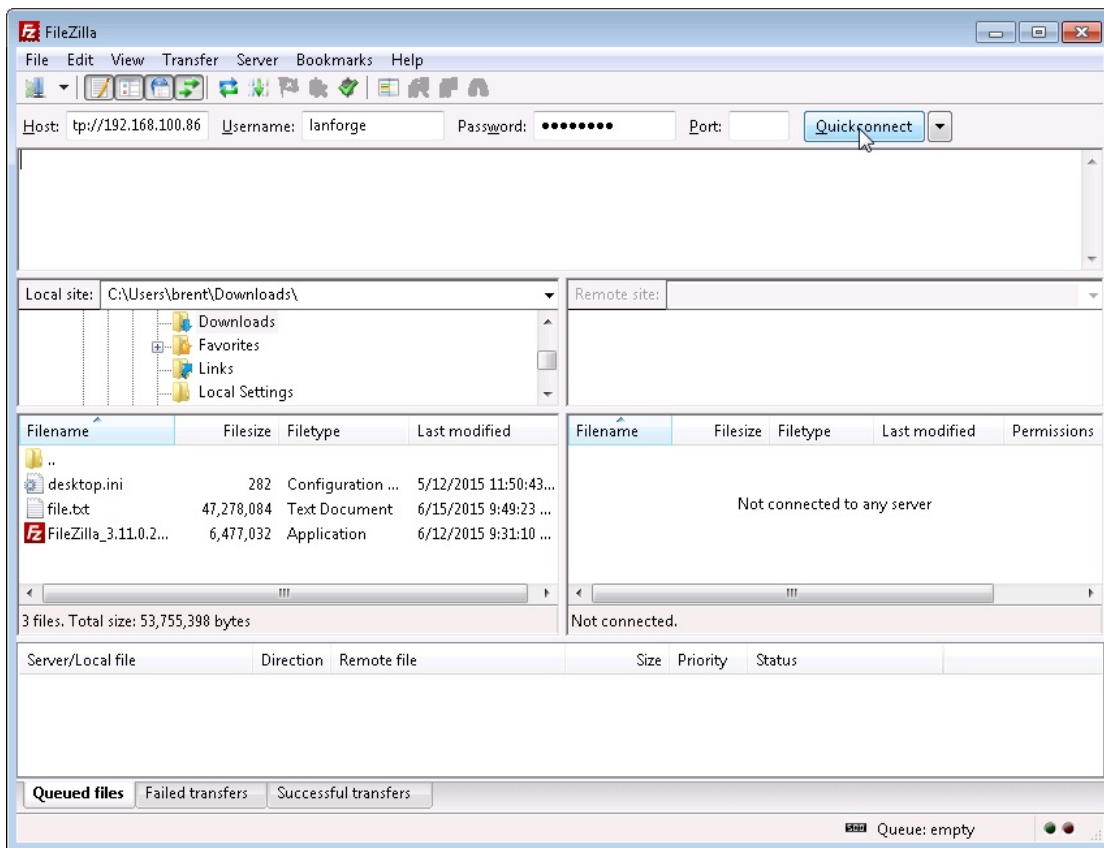 FileZilla
File Edit View Transfer Server Bookmarks Help
Host: tp://192.168.100.86 Username: lanforge Password: •••••••• Port: Quickconnect
Local site: C:\Users\brent\Downloads\ Remote site:
Downloads
Favorites
Links
Local Settings
Filename Filesize Filetype Last modified
..
desktop.ini 282 Configuration ... 5/12/2015 11:50:43...
file.txt 47,278,084 Text Document 6/15/2015 9:49:23 ...
FileZilla_3.11.0.2... 6,477,032 Application 6/12/2015 9:31:10 ...
3 files. Total size: 53,755,398 bytes
Filename Filesize Filetype Last modified Permissions
Not connected to any server
Not connected.
Server/Local file Direction Remote file Size Priority Status
Queued files Failed transfers Successful transfers
Queue: empty